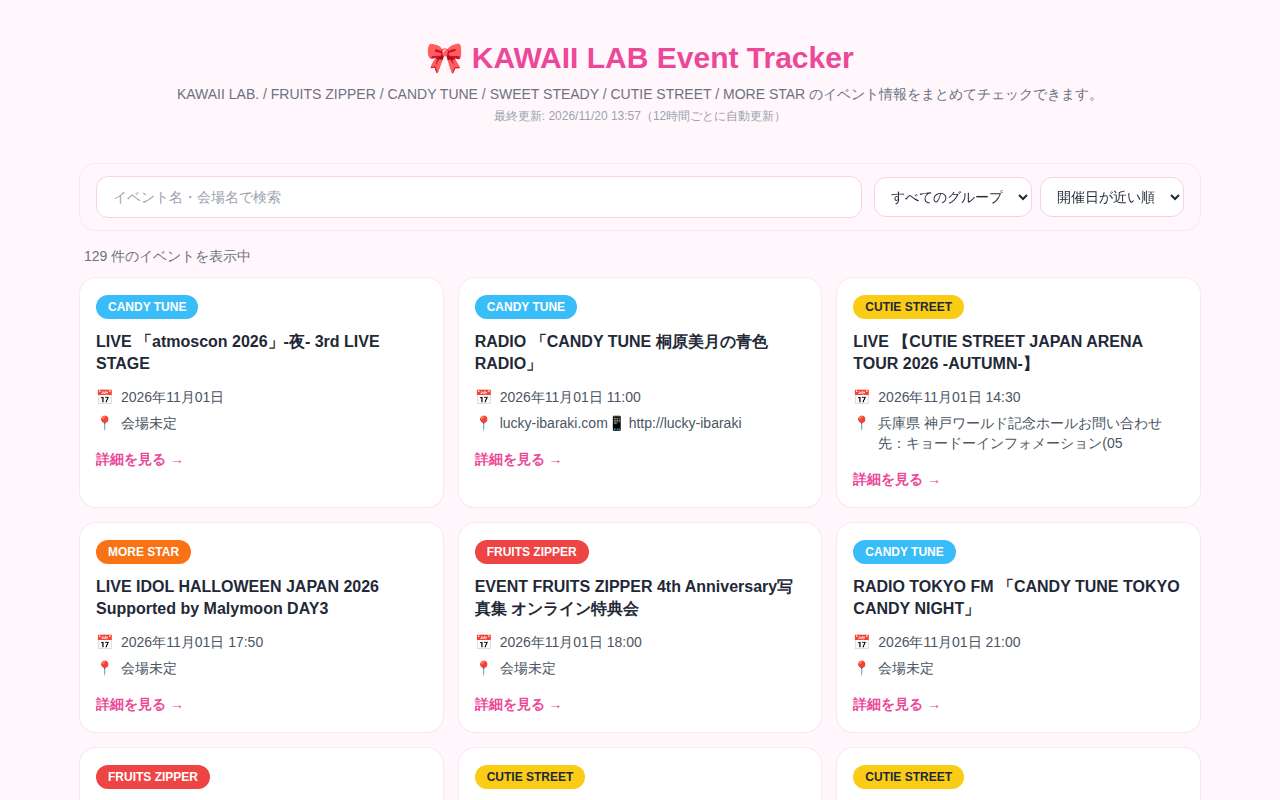 🎀 KAWAII LAB Event Tracker
KAWAII LAB. / FRUITS ZIPPER / CANDY TUNE / SWEET STEADY / CUTIE STREET / MORE STAR のイベント情報をまとめてチェックできます。
最終更新: 2026/11/20 13:57（12時間ごとに自動更新）
イベント名・会場名で検索
すべてのグループ
開催日が近い順
129 件のイベントを表示中
CANDY TUNE
LIVE 「atmoscon 2026」-夜- 3rd LIVE
STAGE
📅 2026年11月01日
📍 会場未定
詳細を見る →
CANDY TUNE
RADIO 「CANDY TUNE 桐原美月の青色
RADIO」
📅 2026年11月01日 11:00
📍 lucky-ibaraki.com📱 http://lucky-ibaraki
詳細を見る →
CUTIE STREET
LIVE 【CUTIE STREET JAPAN ARENA
TOUR 2026 -AUTUMN-】
📅 2026年11月01日 14:30
📍 兵庫県 神戸ワールド記念ホールお問い合わせ
先：キョードーインフォメーション(05
詳細を見る →
MORE STAR
LIVE IDOL HALLOWEEN JAPAN 2026
Supported by Malymoon DAY3
📅 2026年11月01日 17:50
📍 会場未定
詳細を見る →
FRUITS ZIPPER
EVENT FRUITS ZIPPER 4th Anniversary写
真集 オンライン特典会
📅 2026年11月01日 18:00
📍 会場未定
詳細を見る →
CANDY TUNE
RADIO TOKYO FM 「CANDY TUNE TOKYO
CANDY NIGHT」
📅 2026年11月01日 21:00
📍 会場未定
詳細を見る →
FRUITS ZIPPER
CUTIE STREET
CUTIE STREET